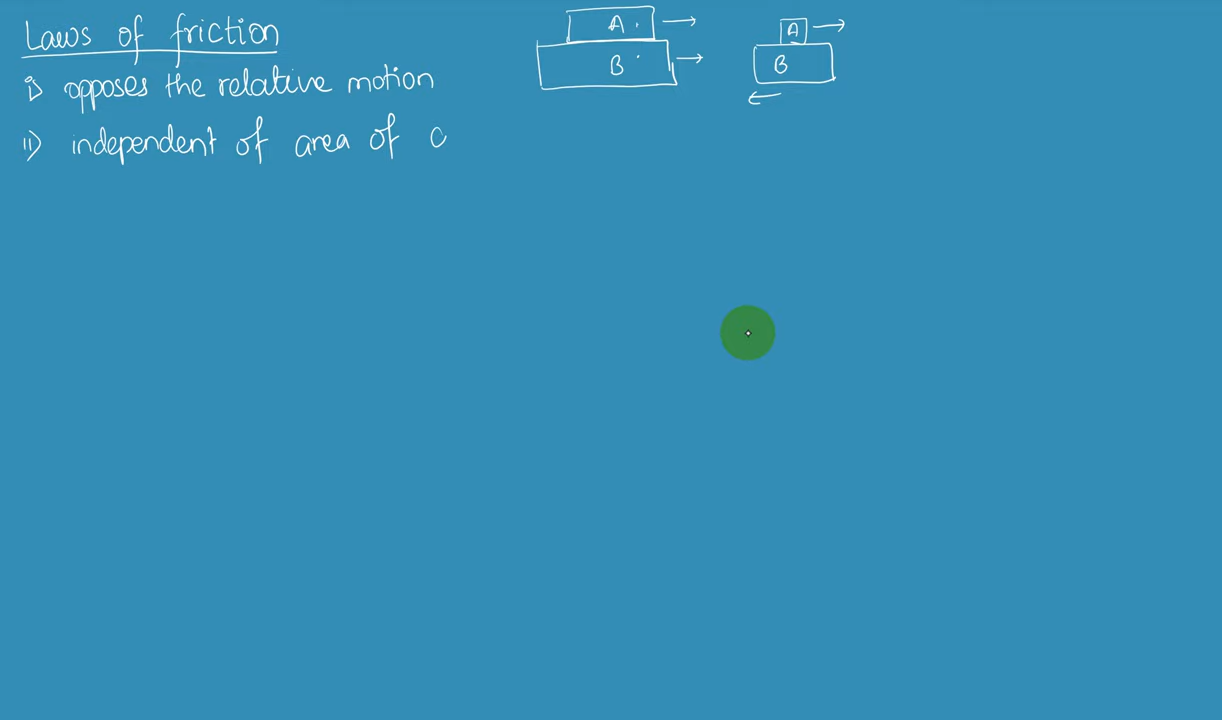 Laws of friction
i) opposes the relative motion
ii) independent of area of c
A
B
A
B